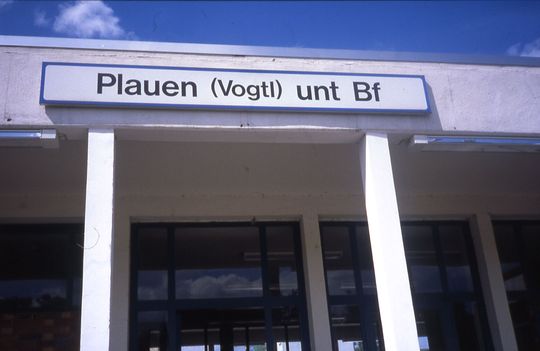 Plauen (Vogtl) unt Bf